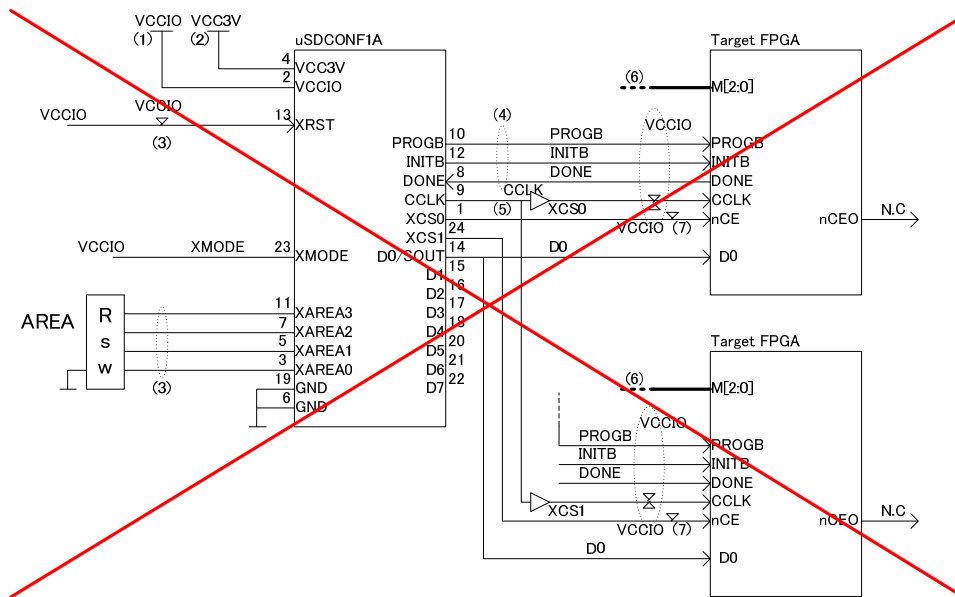 VCCIO VCC3V
(1) (2)
uSDCONF1A
4 VCC3V
2 VCCIO
VCCIO VCCIO 13 XRST
(3)
PROGB 10
INITB 12
DONE 8
CCLK 9
XCS0 1
XCS1 24
D0/SOUT 14
D1 15
D2 16
D3 17
D4 18
D5 20
D6 21
D7 22
VCCIO XMODE 23 XMODE
AREA
R
s
w
11 XAREA3
7 XAREA2
5 XAREA1
3 XAREA0
(3)
19 GND
6 GND
(4)
PROGB
INITB
DONE
CCLK
(5)
XCS0
D0
Target FPGA
(6) M[2:0]
VCCIO
PROGB
INITB
DONE
CCLK
VCCIO (7) nCE
nCEO N.C
D0
Target FPGA
(6) M[2:0]
VCCIO
PROGB PROGB
INITB INITB
DONE DONE
CCLK
XCS1
VCCIO (7) nCE
nCEO N.C
D0 D0